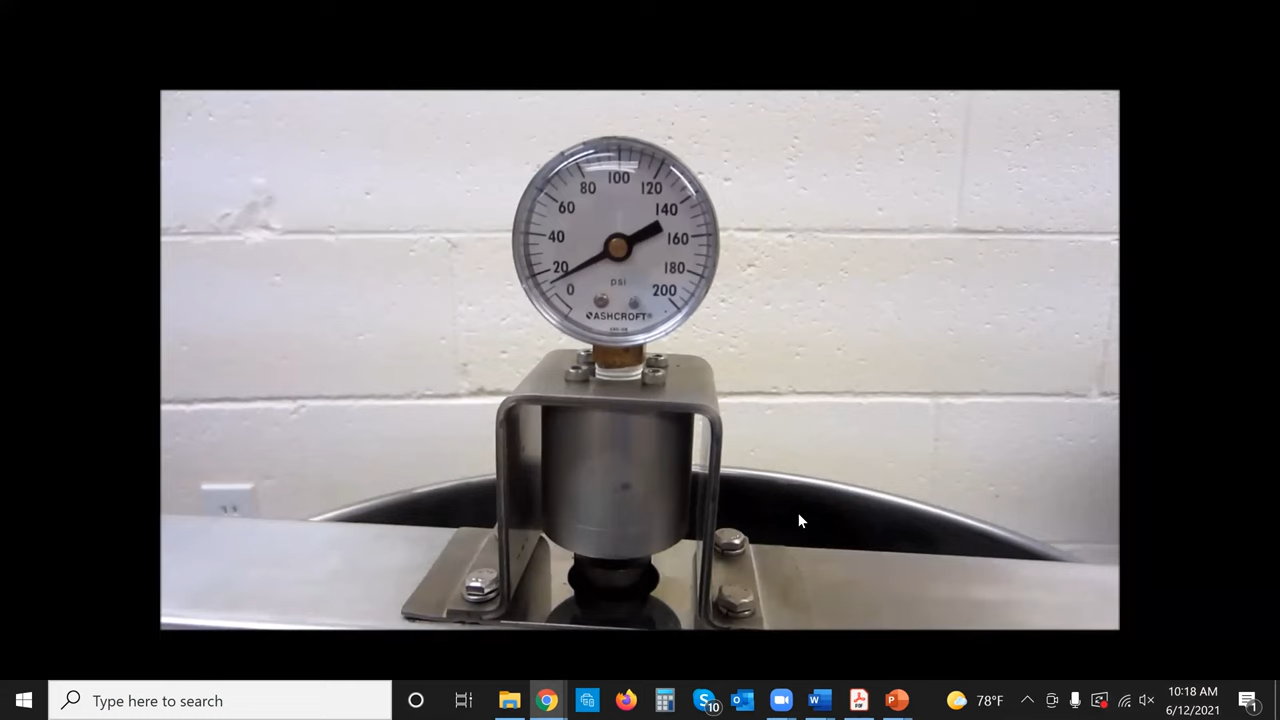 100
80 120
60 140
40 160
20 180
0 200
psi
ASHCROFT®
Type here to search
10
78°F
10:18 AM
6/12/2021
1